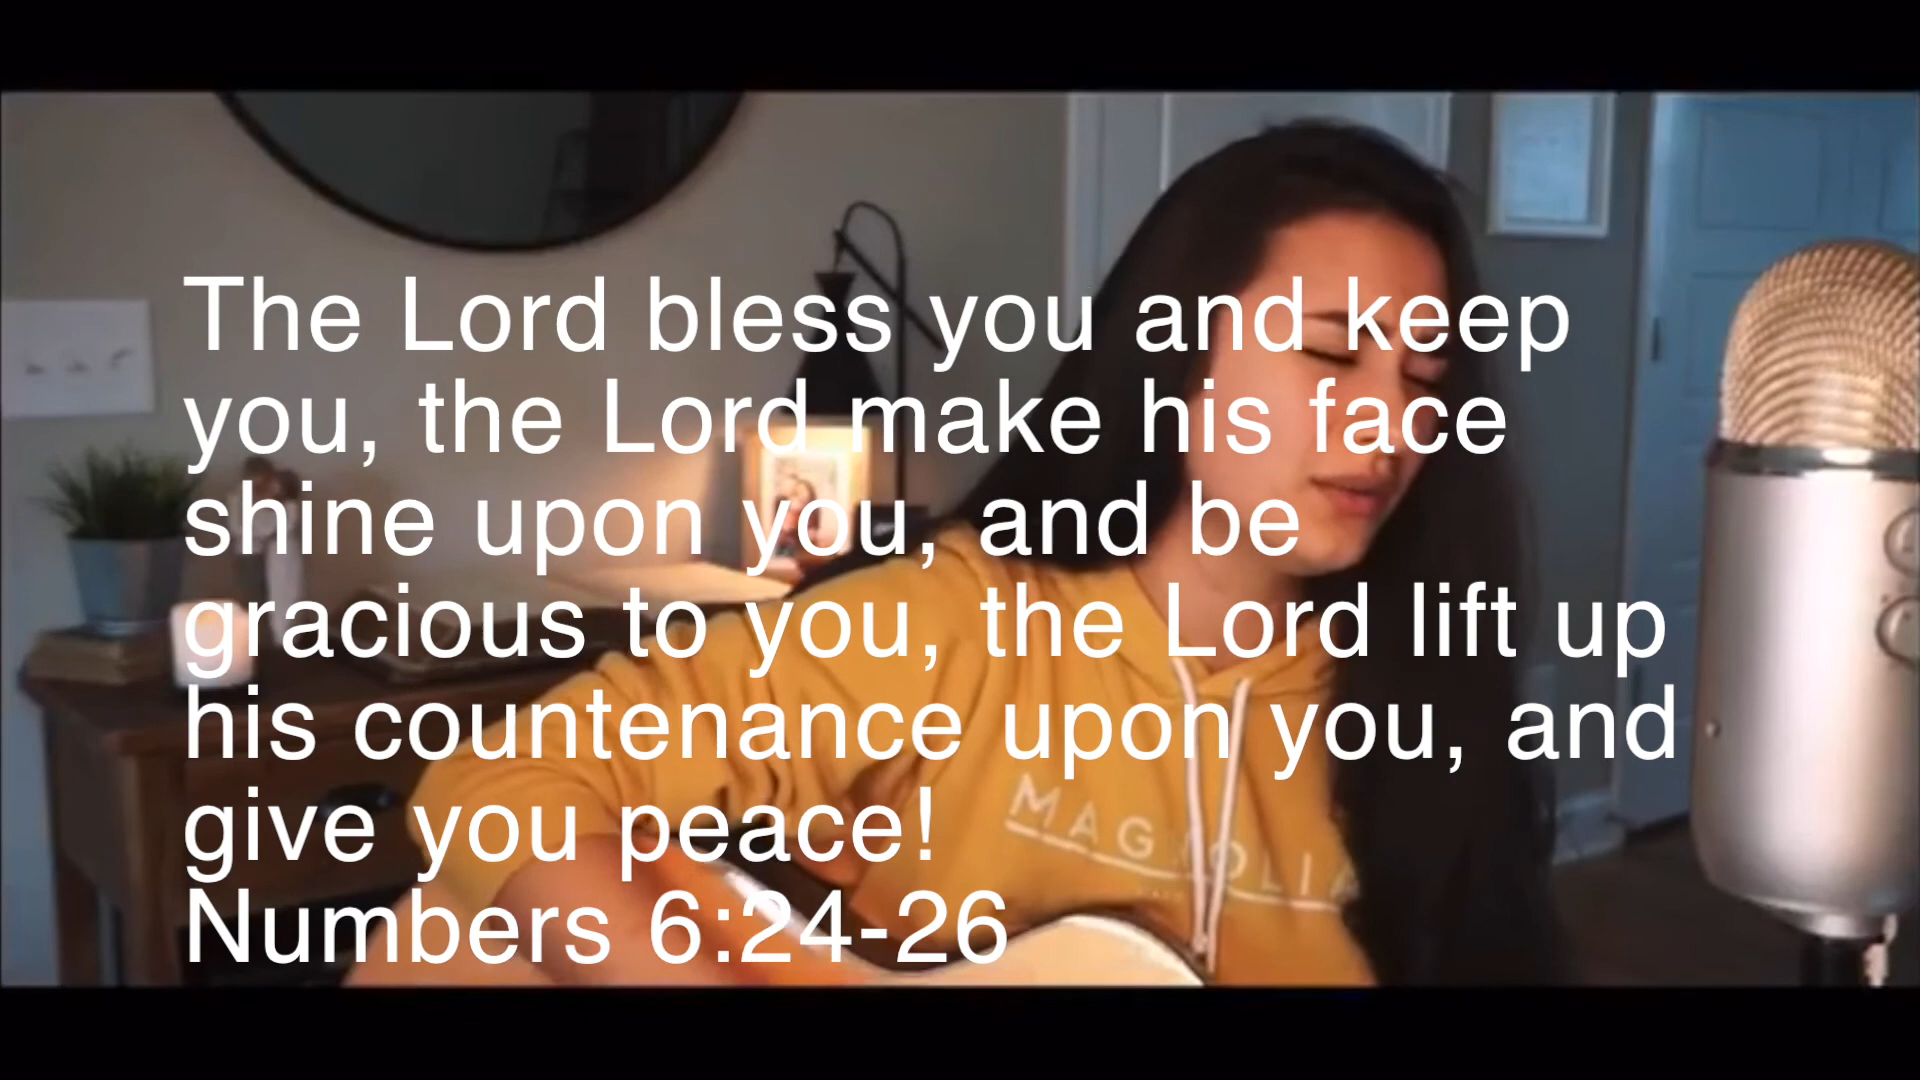 The Lord bless you and keep
you, the Lord make his face
shine upon you, and be
gracious to you, the Lord lift up
his countenance upon you, and
give you peace!
Numbers 6:24-26
MAGNOLIA